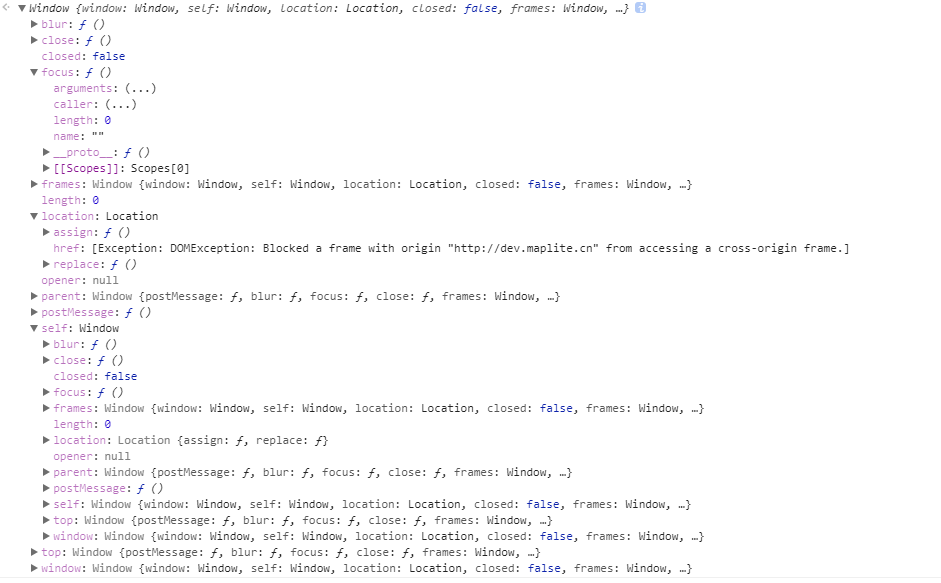 Window {window: Window, self: Window, location: Location, closed: false, frames: Window, …}
blur: ƒ ()
close: ƒ ()
closed: false
focus: ƒ ()
arguments: (...)
caller: (...)
length: 0
name: ""
__proto__: ƒ ()
[[Scopes]]: Scopes[0]
frames: Window {window: Window, self: Window, location: Location, closed: false, frames: Window, …}
length: 0
location: Location
assign: ƒ ()
href: [Exception: DOMException: Blocked a frame with origin "http://dev.maplite.cn" from accessing a cross-origin frame.]
replace: ƒ ()
opener: null
parent: Window {postMessage: ƒ, blur: ƒ, focus: ƒ, close: ƒ, frames: Window, …}
postMessage: ƒ ()
self: Window
blur: ƒ ()
close: ƒ ()
closed: false
focus: ƒ ()
frames: Window {window: Window, self: Window, location: Location, closed: false, frames: Window, …}
length: 0
location: Location {assign: ƒ, replace: ƒ}
opener: null
parent: Window {postMessage: ƒ, blur: ƒ, focus: ƒ, close: ƒ, frames: Window, …}
postMessage: ƒ ()
self: Window {window: Window, self: Window, location: Location, closed: false, frames: Window, …}
top: Window {postMessage: ƒ, blur: ƒ, focus: ƒ, close: ƒ, frames: Window, …}
window: Window {window: Window, self: Window, location: Location, closed: false, frames: Window, …}
top: Window {postMessage: ƒ, blur: ƒ, focus: ƒ, close: ƒ, frames: Window, …}
window: Window {window: Window, self: Window, location: Location, closed: false, frames: Window, …}